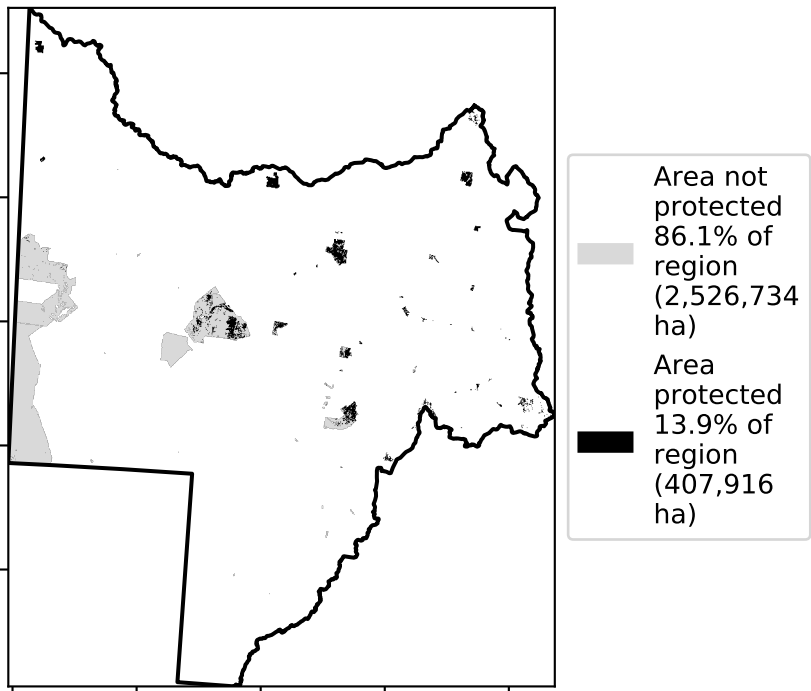 Area not
protected
86.1% of
region
(2,526,734
ha)
Area
protected
13.9% of
region
(407,916
ha)